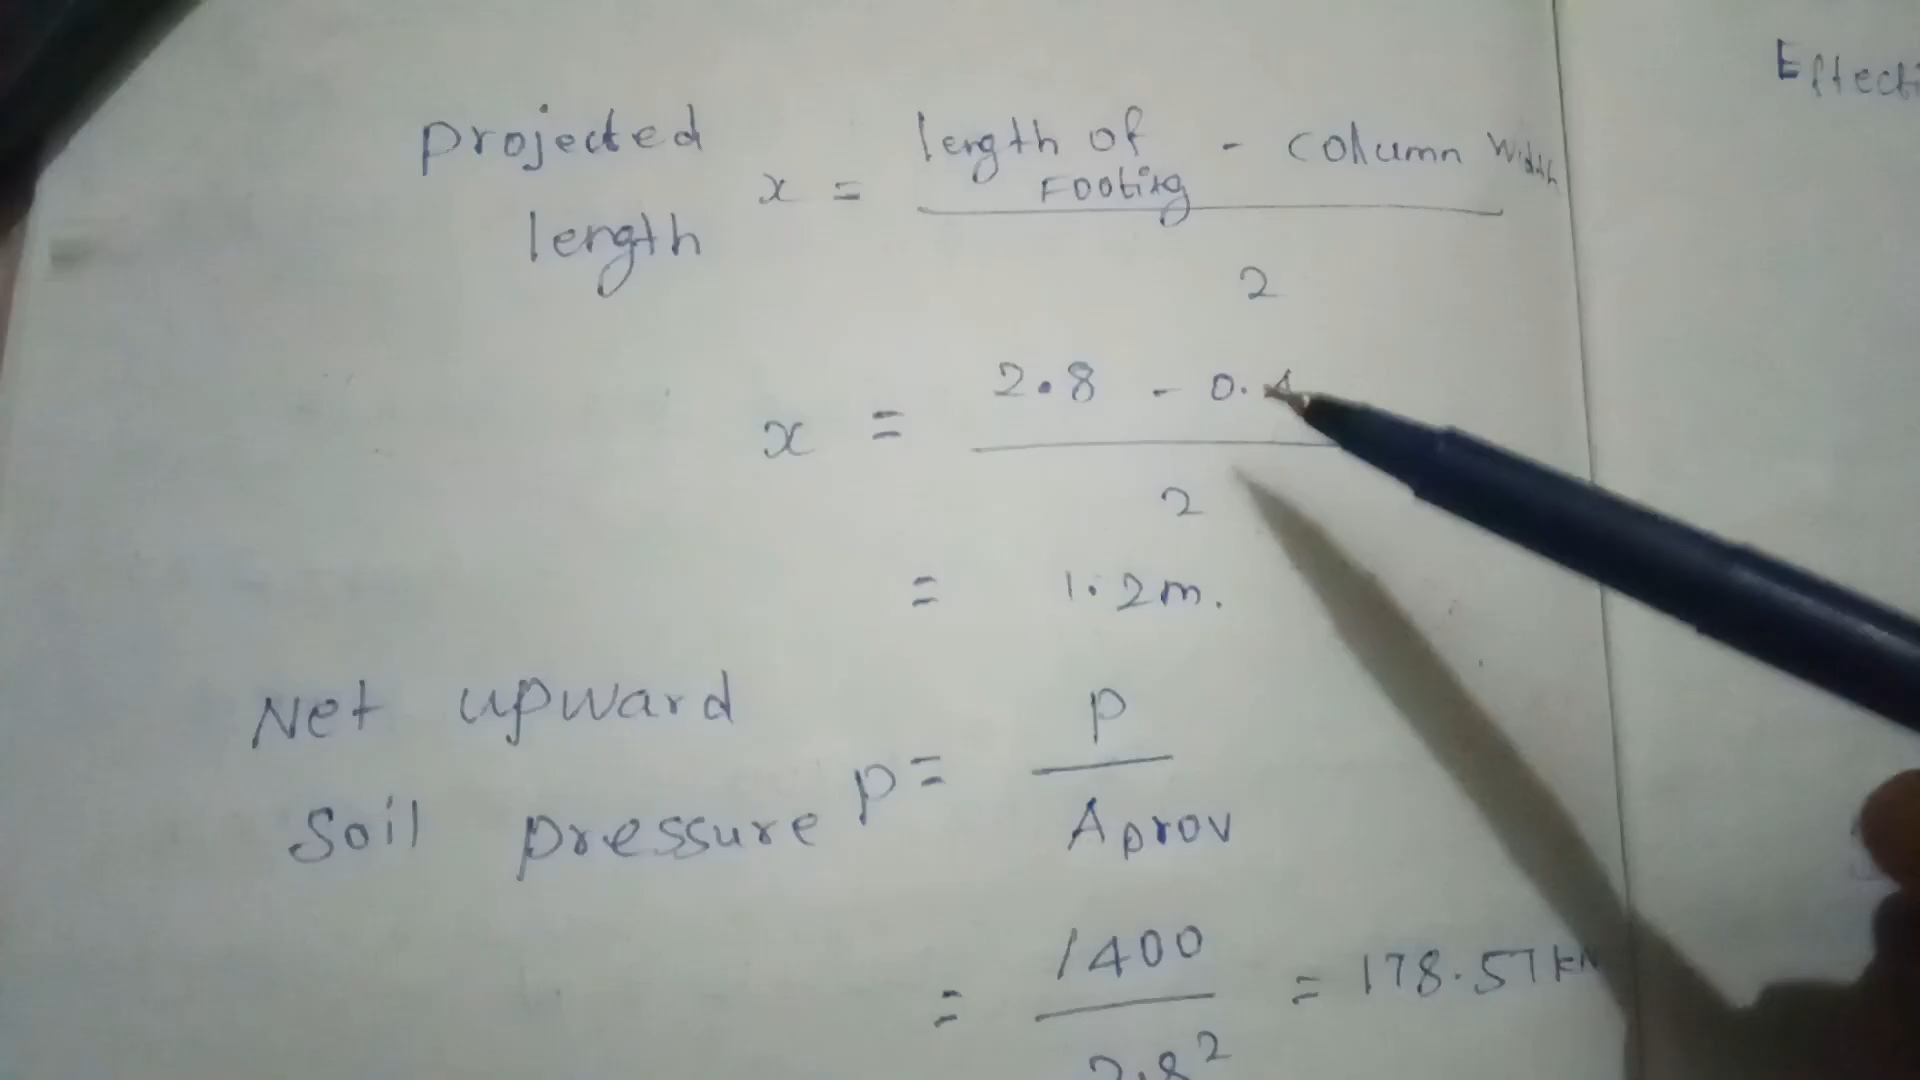 Projected
length x = length of Footing - column width
2
x = 2.8 - 0.4
2
= 1.2m.
Net upward
Soil pressure p = P
Aprov
= 1400 = 178.57 kN
2.8²